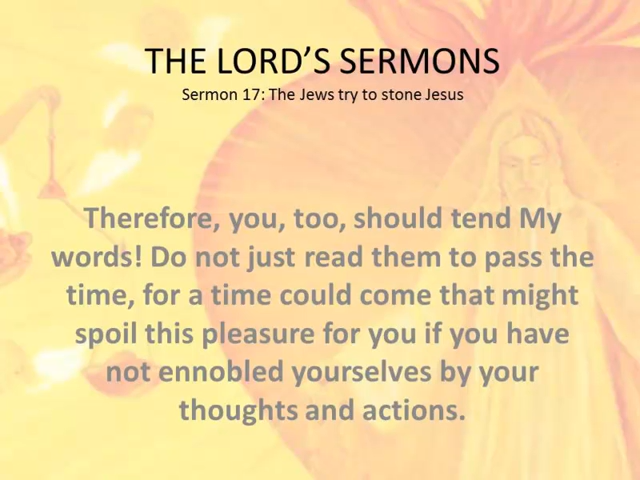 THE LORD’S SERMONS
Sermon 17: The Jews try to stone Jesus
Therefore, you, too, should tend My
words! Do not just read them to pass the
time, for a time could come that might
spoil this pleasure for you if you have
not ennobled yourselves by your
thoughts and actions.